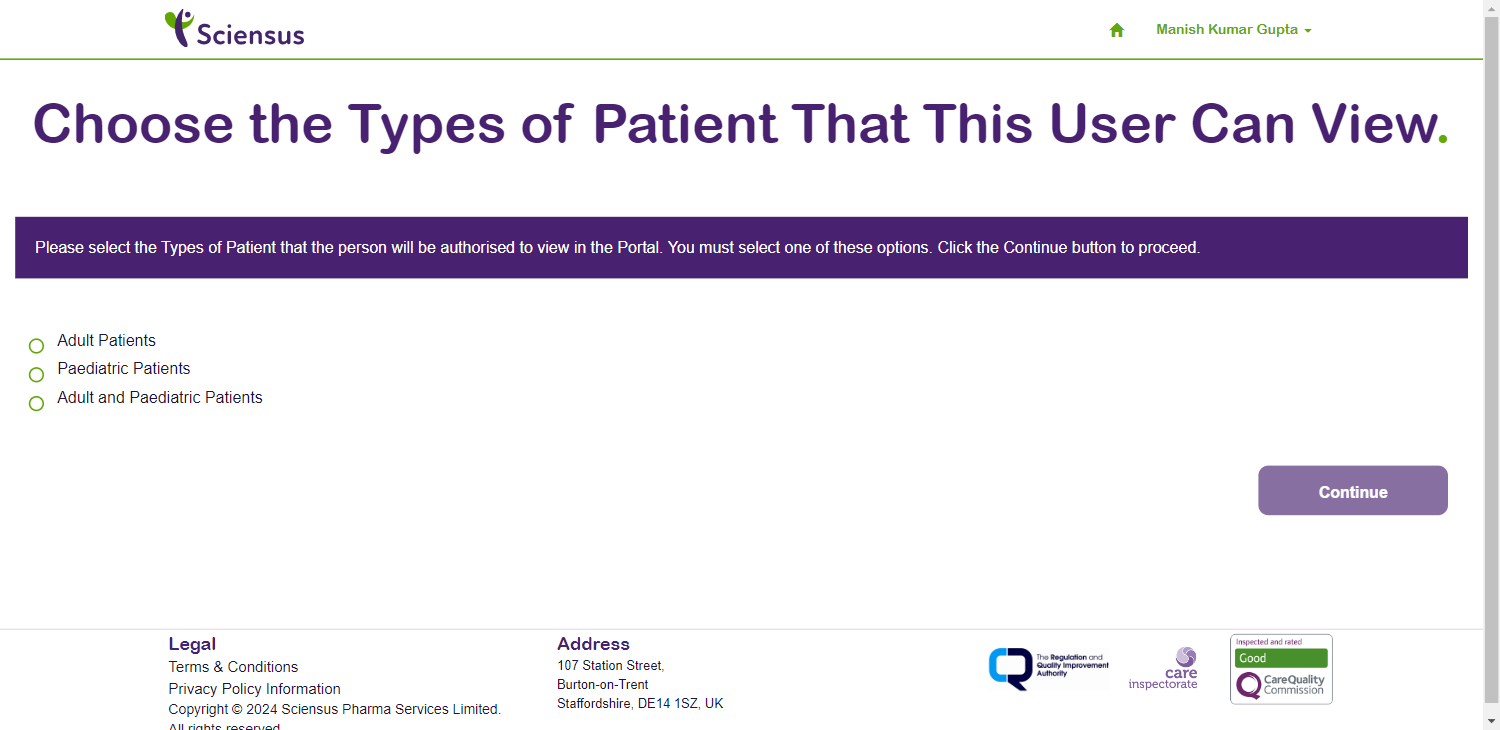 Sciensus
Manish Kumar Gupta
Choose the Types of Patient That This User Can View.
Please select the Types of Patient that the person will be authorised to view in the Portal. You must select one of these options. Click the Continue button to proceed.
Adult Patients
Paediatric Patients
Adult and Paediatric Patients
Continue
Legal
Terms & Conditions
Privacy Policy Information
Copyright © 2024 Sciensus Pharma Services Limited.
All rights reserved
Address
107 Station Street,
Burton-on-Trent
Staffordshire, DE14 1SZ, UK
The Regulation and
Quality Improvement
Authority
care
inspectorate
Inspected and rated
Good
CareQuality
Commission